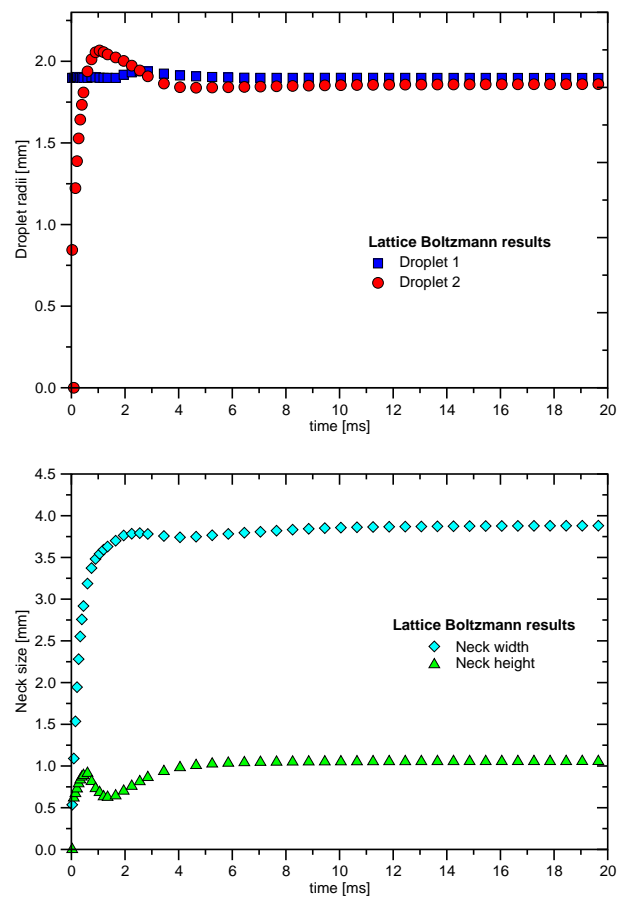 2.0
1.5
1.0
0.5
0.0
Droplet radii [mm]
Lattice Boltzmann results
Droplet 1
Droplet 2
0 2 4 6 8 10 12 14 16 18 20
time [ms]
4.5
4.0
3.5
3.0
2.5
2.0
1.5
1.0
0.5
0.0
Neck size [mm]
Lattice Boltzmann results
Neck width
Neck height
0 2 4 6 8 10 12 14 16 18 20
time [ms]